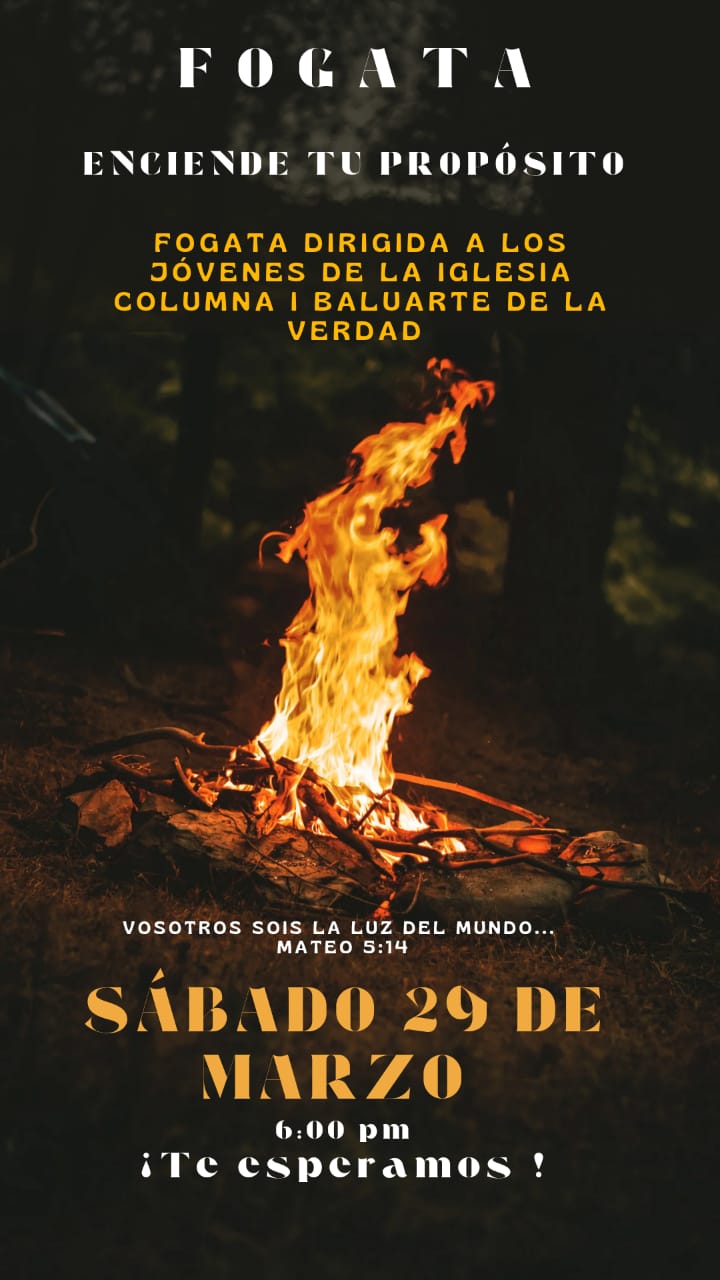 FOGATA
ENCIENDE TU PROPÓSITO
FOGATA DIRIGIDA A LOS
JÓVENES DE LA IGLESIA
COLUMNA I BALUARTE DE LA
VERDAD
VOSOTROS SOIS LA LUZ DEL MUNDO...
MATEO 5:14
SÁBADO 29 DE
MARZO
6:00 pm
¡Te esperamos !